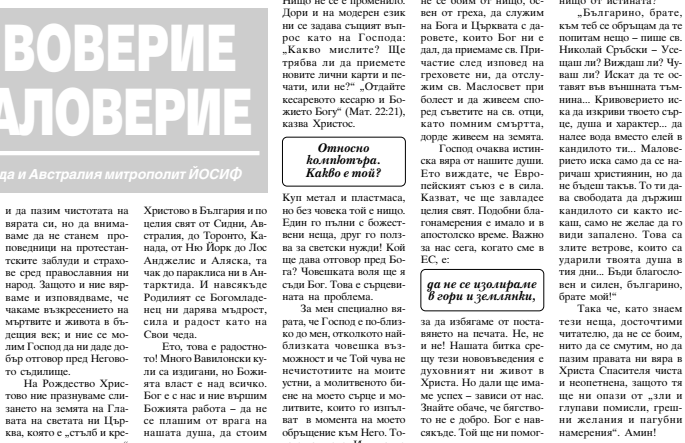 ВОВЕРИЕ
АЛОВЕРИЕ
да и Австралия митрополит ЙОСИФ
и да пазим чистотата на
вярата си, но да внима-
ваме да не станем про-
поведници на протестан-
тските заблуди и страхо-
ве сред православния ни
народ. Защото и ние вяр-
ваме и изповядваме, че
чакаме възкресението на
мъртвите и живота в бъ-
дещия век; и ние се мо-
лим Господ да ни даде до-
бър отговор пред Негово-
то съдилище.
На Рождество Хрис-
тово ние празнуваме сли-
зането на земята на Гла-
вата на светата ни Цър-
ква, която е „стълб и кре-
Христово в България и по
целия свят от Сидни, Ав-
стралия, до Торонто, Ка-
нада, от Ню Йорк до Лос
Анджелис и Аляска, та
чак до параклиса ни в Ан-
тарктида. И навсякъде
Родилият се Богомладе-
нец ни дарява мъдрост,
сила и радост като на
Свои чеда.
Ето, това е радостно-
то! Много Вавилонски ку-
ли са издигани, но Божи-
ята власт е над всичко.
Бог е с нас и ние вършим
Божията работа – да не
се плашим от врага на
нашата душа, да стоим
Нищо не се е променило.
Дори и на модерен език
ни се задава същият въп-
рос като на Господа:
„Какво мислите? Ще
трябва ли да приемете
новите лични карти и пе-
чати, или не?“ „Отдайте
кесаревото кесарю и Бо-
жието Богу“ (Мат. 22:21),
казва Христос.
Относно
компютъра.
Какво е той?
Куп метал и пластмаса,
но без човека той е нищо.
Един го пълни с божест-
вени неща, друг го полз-
ва за светски нужди! Кой
ще дава отговор пред Бо-
га? Човешката воля ще я
съди Бог. Това е сърцеви-
ната на проблема.
За мен специално вя-
рата, че Господ е по-близ-
ко до мен, отколкото най-
близката човешка въз-
можност и че Той чува не
нечистотиите на моите
устни, а молитвеното би-
ене на моето сърце и мо-
литвите, които го изпъл-
ват в момента на моето
обръщение към Него. То-
не се боим от нищо, ос-
вен от греха, да служим
на Бога и Църквата с да-
ровете, които Бог ни е
дал, да приемаме св. При-
частие след изповед на
греховете ни, да отслу-
жим св. Маслосвет при
болест и да живеем спо-
ред съветите на св. отци,
като помним смъртта,
дорде живеем на земята.
Господ очаква истин-
ска вяра от нашите души.
Ето виждате, че Евро-
пейският съюз е в сила.
Казват, че ще завладее
целия свят. Подобни бла-
гонамерения е имало и в
апостолско време. Важно
за нас сега, когато сме в
ЕС, е:
да не се изолираме
в гори и землянки,
за да избягаме от поста-
вянето на печата. Не, не
и не! Нашата битка сре-
щу тези нововъведения е
духовният ни живот в
Христа. Но дали ще има-
ме успех – зависи от нас.
Знайте обаче, че бягство-
то не е добро. Бог е нав-
сякъде. Той ще ни помог-
нищо от истината?
„Българино, брате,
към теб се обръщам да те
попитам нещо – пише св.
Николай Сръбски – Усе-
щаш ли? Виждаш ли? Чу-
ваш ли? Искат да те ос-
тавят във външната тъм-
нина... Кривоверието ис-
ка да изкриви твоето сър-
це, душа и характер... да
налее вода вместо елей в
кандилото ти... Малове-
рието иска само да се на-
ричаш християнин, но да
не бъдеш такъв. То ти да-
ва свободата да държиш
кандилото си както ис-
каш, само не желае да го
види запалено. Това са
злите ветрове, които са
ударили твоята душа в
тия дни... Бъди благосло-
вен и силен, българино,
брате мой!“
Така че, като знаем
тези неща, досточтими
читателю, да не се боим,
нито да се смутим, но да
пазим правата ни вяра в
Христа Спасителя чиста
и неопетнена, защото тя
ще ни опази от „зли и
глупави помисли, греш-
ни желания и пагубни
намерения“. Амин!